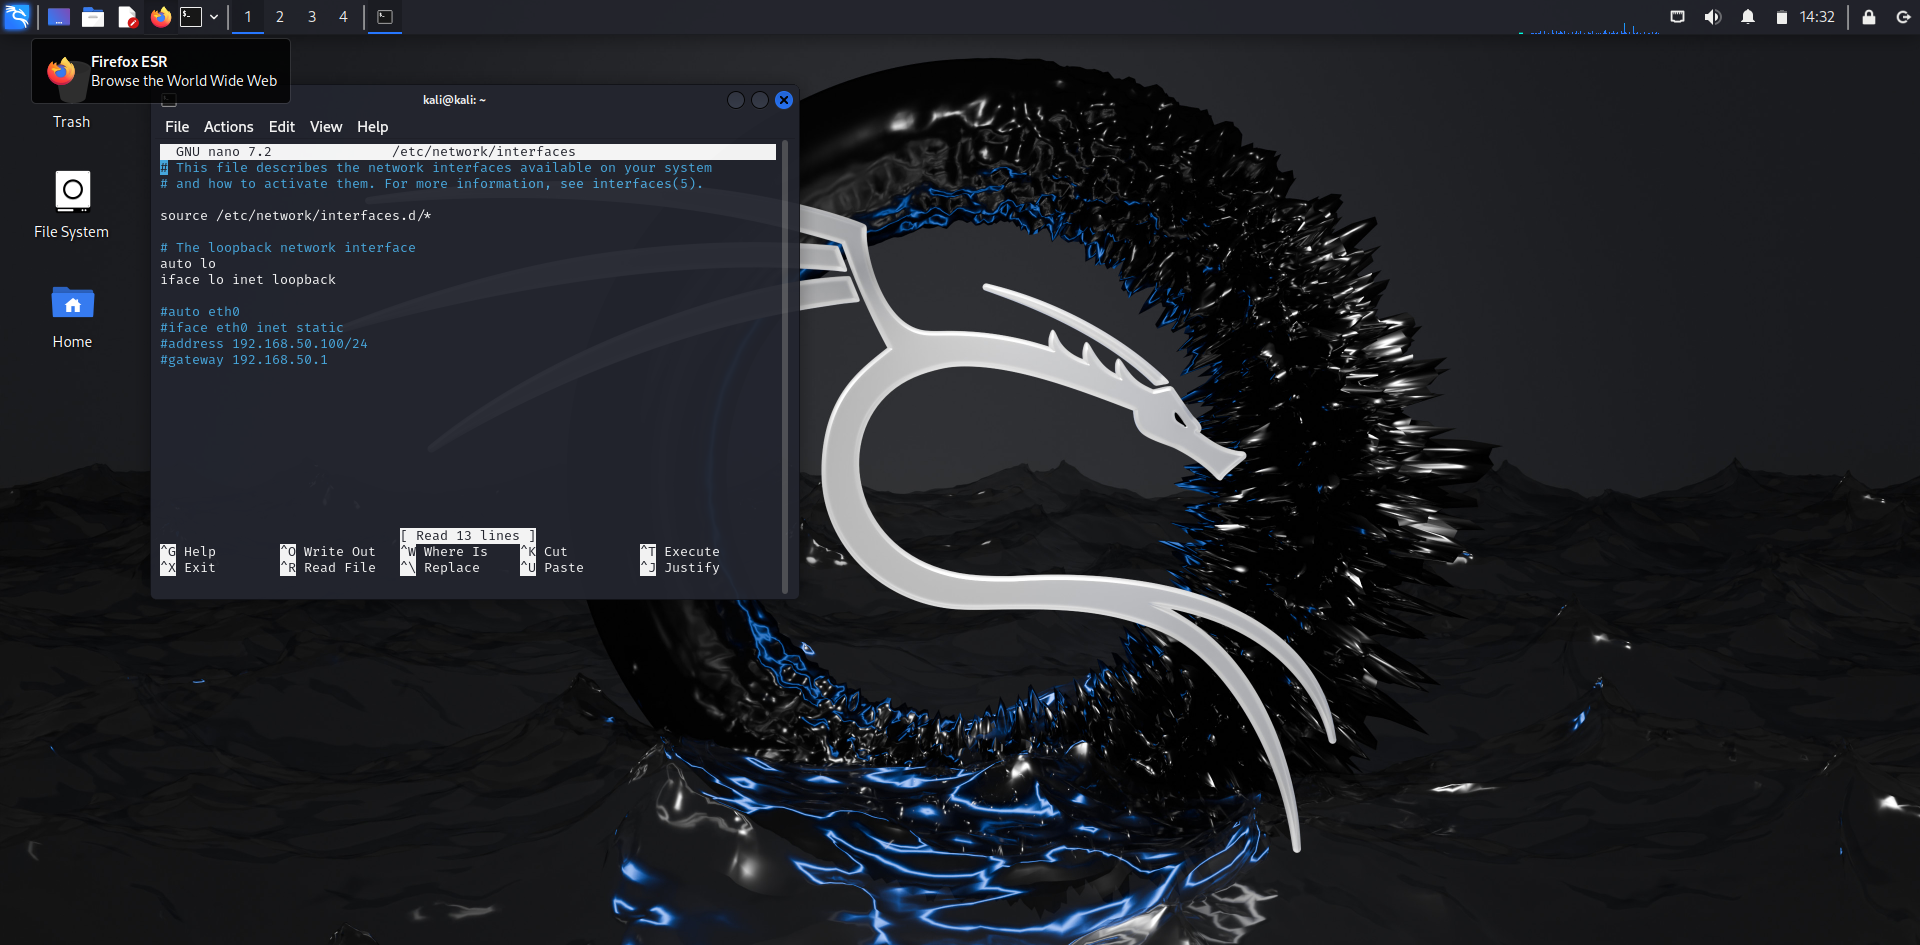 1 2 3 4
14:32
Firefox ESR
Browse the World Wide Web
Trash
File System
Home
kali@kali: ~
File Actions Edit View Help
GNU nano 7.2 /etc/network/interfaces
# This file describes the network interfaces available on your system
# and how to activate them. For more information, see interfaces(5).
source /etc/network/interfaces.d/*
# The loopback network interface
auto lo
iface lo inet loopback
#auto eth0
#iface eth0 inet static
#address 192.168.50.100/24
#gateway 192.168.50.1
[ Read 13 lines ]
^G Help ^O Write Out ^W Where Is ^K Cut ^T Execute
^X Exit ^R Read File ^\ Replace ^U Paste ^J Justify